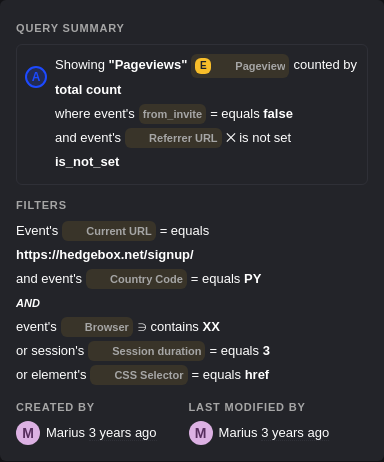 QUERY SUMMARY
A Showing "Pageviews" E Pageview counted by
total count
where event's from_invite = equals false
and event's Referrer URL ✕ is not set
is_not_set
FILTERS
Event's Current URL = equals
https://hedgebox.net/signup/
and event's Country Code = equals PY
AND
event's Browser ∋ contains XX
or session's Session duration = equals 3
or element's CSS Selector = equals href
CREATED BY LAST MODIFIED BY
M Marius 3 years ago M Marius 3 years ago